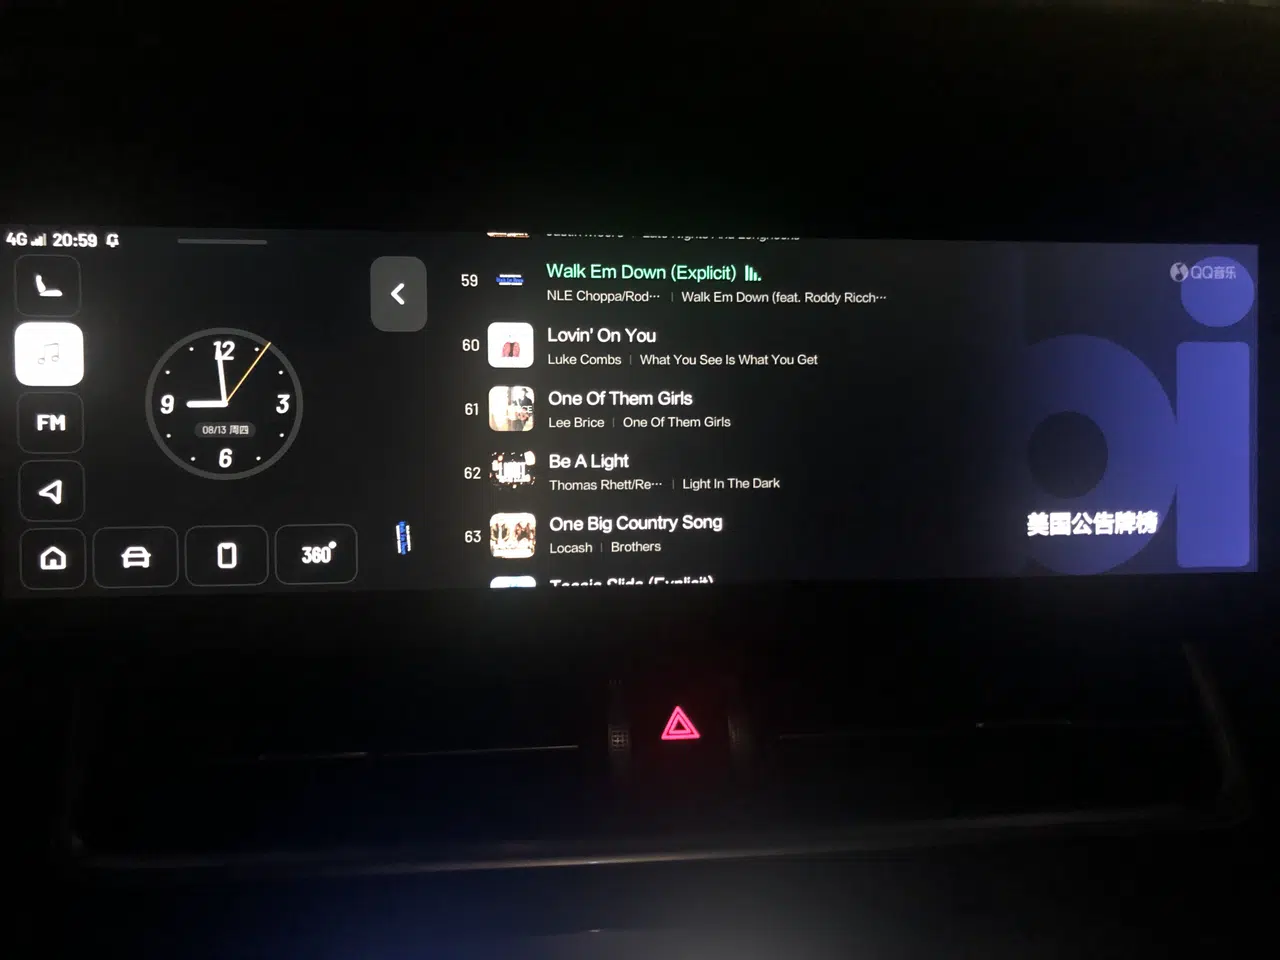 4G 20:59
FM
360°
12
9
3
08/13 周四
6
59
Walk Em Down (Explicit)
NLE Choppa/Rod··· | Walk Em Down (feat. Roddy Ricch···
60
Lovin' On You
Luke Combs | What You See Is What You Get
61
One Of Them Girls
Lee Brice | One Of Them Girls
62
Be A Light
Thomas Rhett/Re··· | Light In The Dark
63
One Big Country Song
Locash | Brothers
QQ音乐
美国公告牌榜